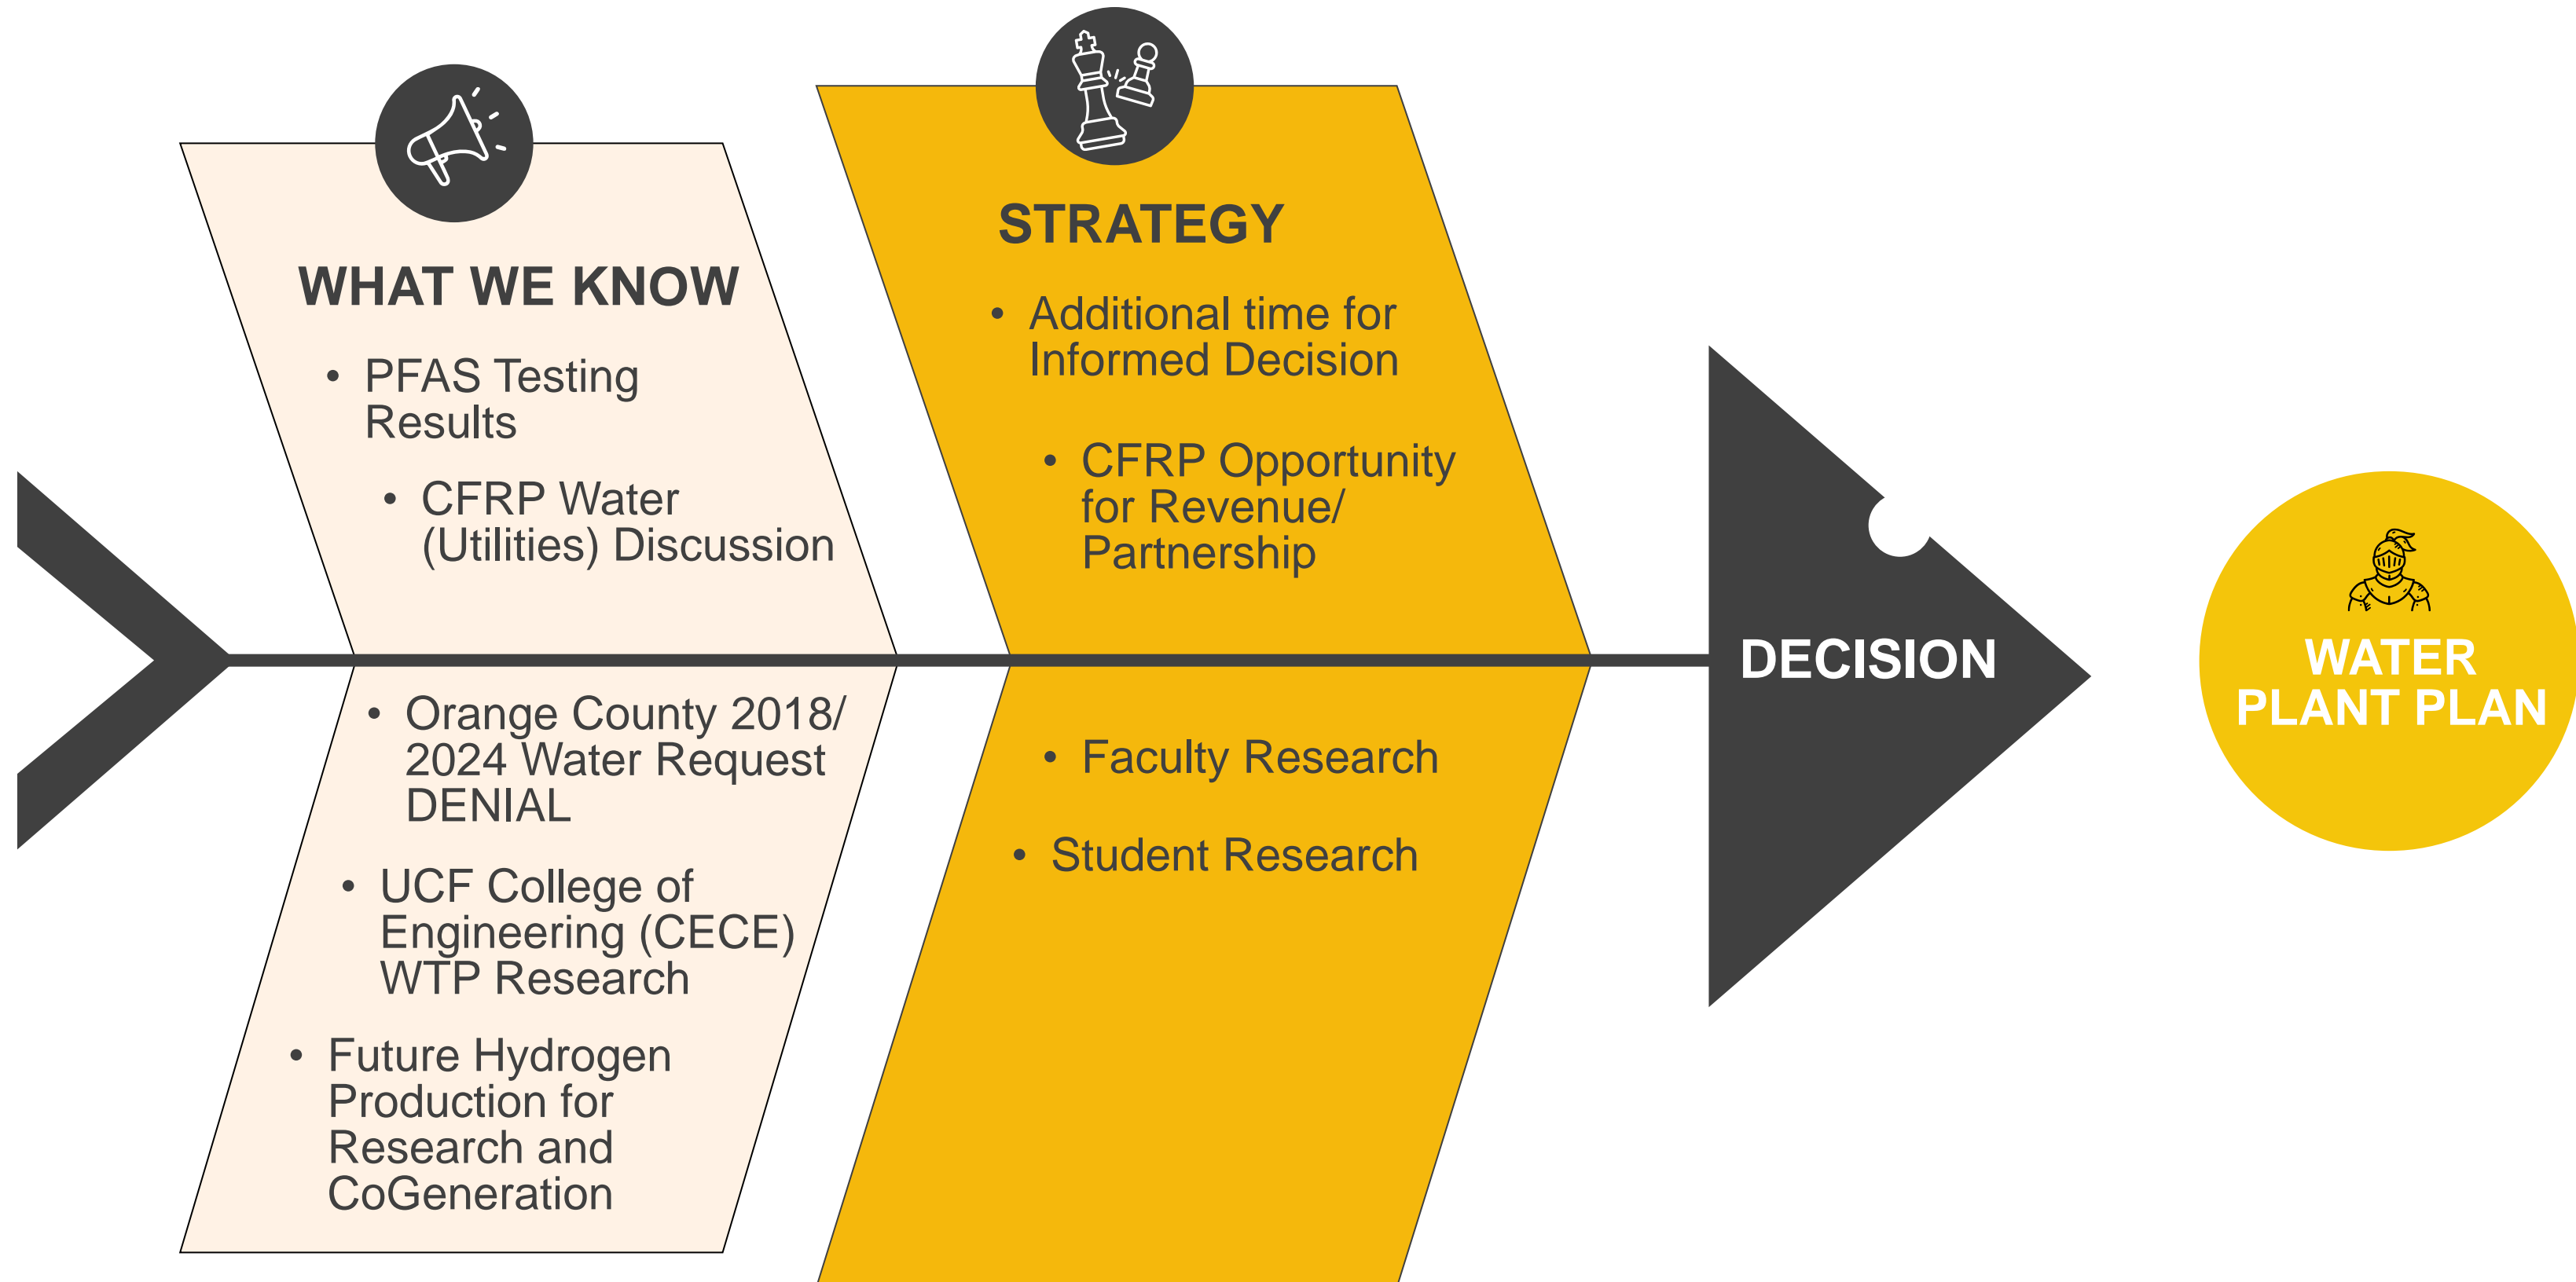 WHAT WE KNOW
• PFAS Testing
Results
• CFRP Water
(Utilities) Discussion
• Orange County 2018/
2024 Water Request
DENIAL
• UCF College of
Engineering (CECE)
WTP Research
• Future Hydrogen
Production for
Research and
CoGeneration
STRATEGY
• Additional time for
Informed Decision
• CFRP Opportunity
for Revenue/
Partnership
• Faculty Research
• Student Research
DECISION
WATER
PLANT PLAN